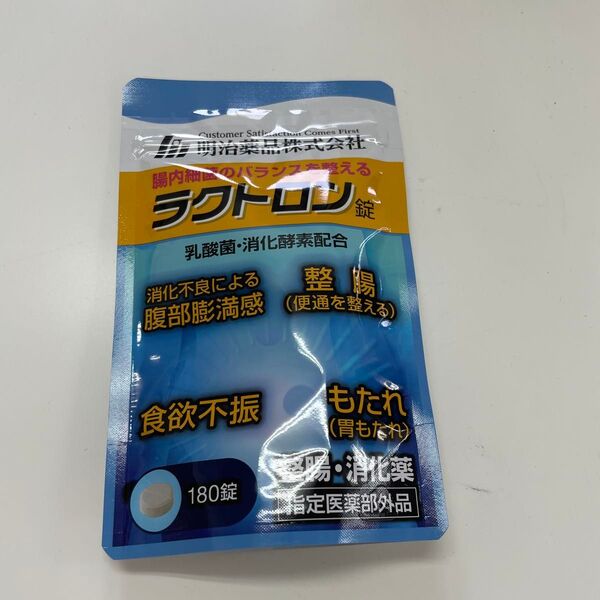 Customer Satisfaction Comes First
明治薬品株式会社
腸内細菌のバランスを整える
ラクトロン錠
乳酸菌・消化酵素配合
消化不良による
腹部膨満感
整腸
(便通を整える)
食欲不振
もたれ
(胃もたれ)
整腸・消化薬
180錠
指定医薬部外品